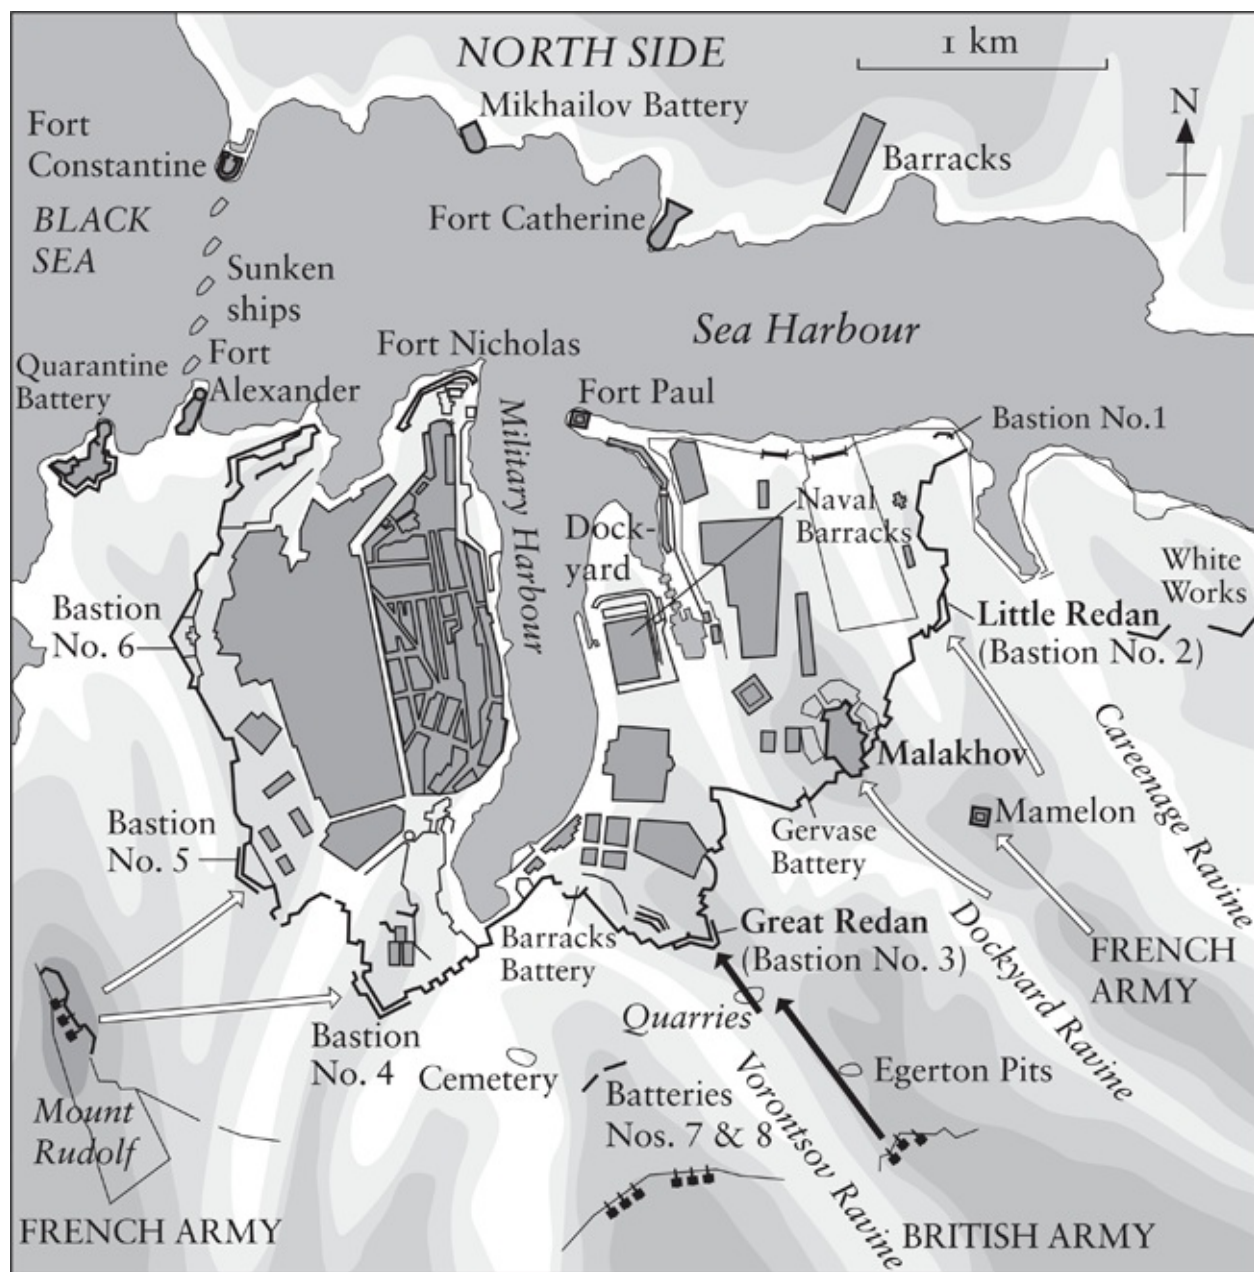 NORTH SIDE
1 km
N
Mikhailov Battery
Fort
Constantine
Barracks
BLACK
SEA
Fort Catherine
Sunken
ships
Sea Harbour
Fort Nicholas
Quarantine
Battery
Fort
Alexander
Fort Paul
Bastion No.1
Military Harbour
Naval
Barracks
Dock-
yard
White
Works
Bastion
No. 6
Little Redan
(Bastion No. 2)
Careenage Ravine
Malakhov
Mamelon
Bastion
No. 5
Gervase
Battery
Dockyard Ravine
Great Redan
(Bastion No. 3)
Barracks
Battery
FRENCH
ARMY
Quarries
Bastion
No. 4
Cemetery
Egerton Pits
Vorontsov Ravine
Batteries
Nos. 7 & 8
Mount
Rudolf
FRENCH ARMY
BRITISH ARMY